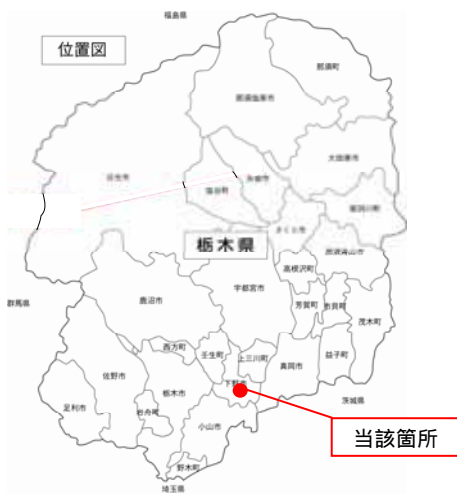 福島県
位置図
那須町
那須塩原市
大田原市
日光市
矢板市
塩谷町
那珂川町
さくら市
栃木県
那須烏山市
高根沢町
宇都宮市
群馬県
鹿沼市
芳賀町
市貝町
茂木町
西方町
壬生町
上三川町
真岡市
益子町
佐野市
栃木市
下野市
足利市
岩舟町
小山市
茨城県
当該箇所
野木町
埼玉県